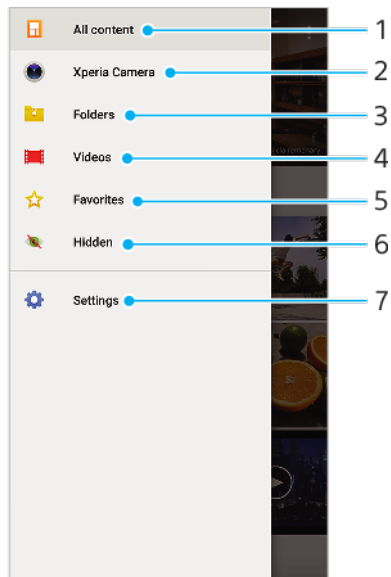 All content 1
Xperia Camera 2
Folders 3
Videos 4
Favorites 5
Hidden 6
Settings 7